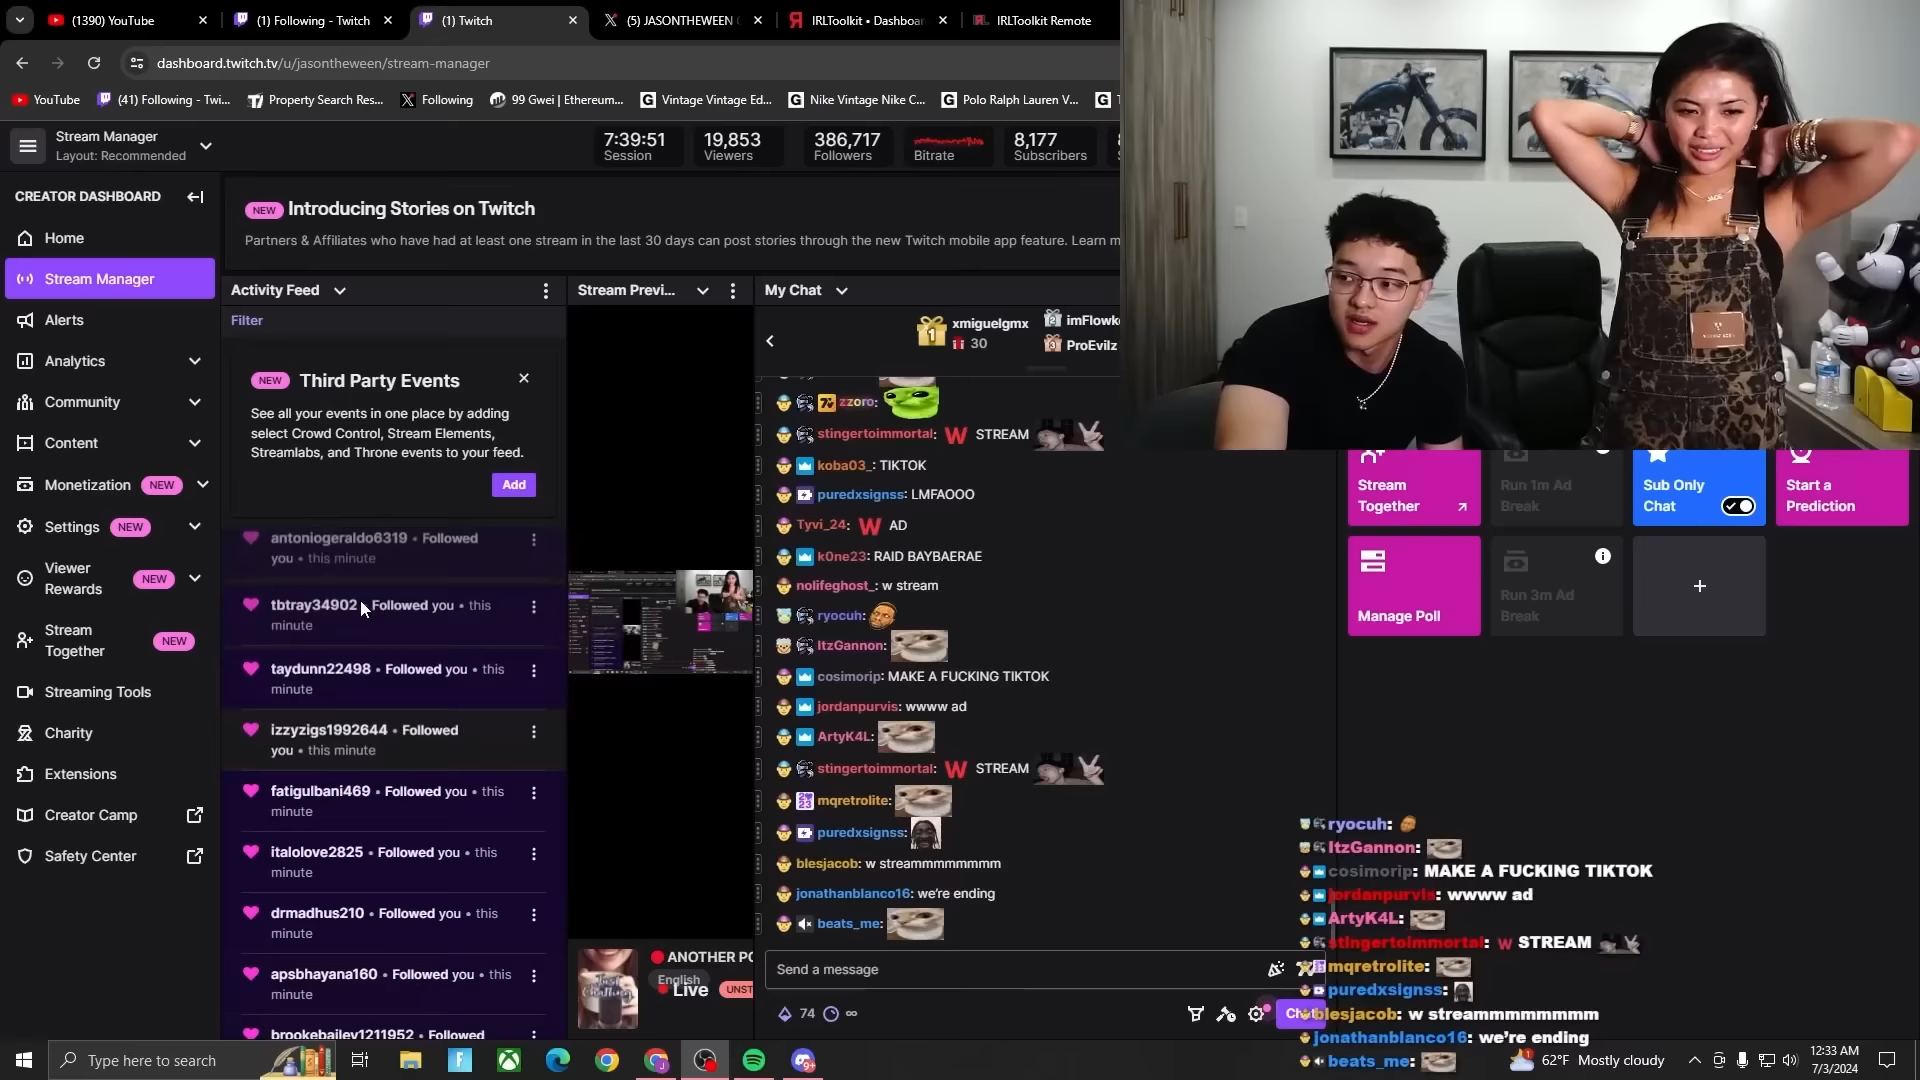 (1390) YouTube
(1) Following - Twitch
(1) Twitch
(5) JASONTHEWEEN
IRLToolkit • Dashboa
IRLToolkit Remote
dashboard.twitch.tv/u/jasontheween/stream-manager
YouTube
(41) Following - Twi...
Property Search Res...
Following
99 Gwei | Ethereum...
Vintage Vintage Ed...
Nike Vintage Nike C...
Polo Ralph Lauren V...
Stream Manager
Layout: Recommended
7:39:51
Session
19,853
Viewers
386,717
Followers
Bitrate
8,177
Subscribers
CREATOR DASHBOARD
Home
Stream Manager
Alerts
Analytics
Community
Content
Monetization NEW
Settings NEW
Viewer Rewards NEW
Stream Together NEW
Streaming Tools
Charity
Extensions
Creator Camp
Safety Center
NEW Introducing Stories on Twitch
Partners & Affiliates who have had at least one stream in the last 30 days can post stories through the new Twitch mobile app feature. Learn m
Activity Feed
Filter
NEW Third Party Events
See all your events in one place by adding
select Crowd Control, Stream Elements,
Streamlabs, and Throne events to your feed.
Add
antoniogeraldo6319 • Followed
you • this minute
tbtray34902 • Followed you • this
minute
taydunn22498 • Followed you • this
minute
izzyzigs1992644 • Followed
you • this minute
fatigulbani469 • Followed you • this
minute
italolove2825 • Followed you • this
minute
drmadhus210 • Followed you • this
minute
apsbhayana160 • Followed you • this
minute
brookebailey1211952 • Followed
Stream Previ...
ANOTHER PO
English
Live
UNST
My Chat
1
xmiguelgmx
30
2 imFlowk
3 ProEvilz
zzoro:
stingertoimmortal: W STREAM
koba03_: TIKTOK
puredxsignss: LMFAOOO
Tyvi_24: W AD
k0ne23: RAID BAYBAERAE
nolifeghost_: w stream
ryocuh:
ItzGannon:
cosimorip: MAKE A FUCKING TIKTOK
jordanpurvis: wwww ad
ArtyK4L:
stingertoimmortal: W STREAM
mqretrolite:
puredxsignss:
blesjacob: w streammmmmmmm
jonathanblanco16: we're ending
beats_me:
Send a message
74
∞
JADE
Stream Together
Run 1m Ad Break
Sub Only Chat
Start a Prediction
Manage Poll
Run 3m Ad Break
ryocuh:
ItzGannon:
cosimorip: MAKE A FUCKING TIKTOK
jordanpurvis: wwww ad
ArtyK4L:
stingertoimmortal: W STREAM
mqretrolite:
puredxsignss:
blesjacob: w streammmmmmmm
jonathanblanco16: we're ending
beats_me:
Type here to search
9+
62°F Mostly cloudy
12:33 AM
7/3/2024